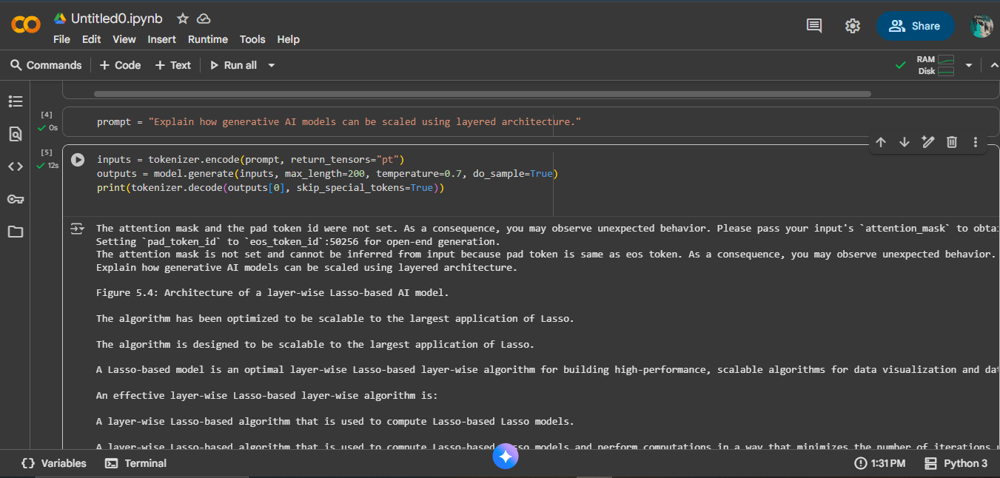 Untitled0.ipynb
File Edit View Insert Runtime Tools Help
Share
Commands + Code + Text Run all
RAM
Disk
[4]
0s
prompt = "Explain how generative AI models can be scaled using layered architecture."
[5]
12s
inputs = tokenizer.encode(prompt, return_tensors="pt")
outputs = model.generate(inputs, max_length=200, temperature=0.7, do_sample=True)
print(tokenizer.decode(outputs[0], skip_special_tokens=True))
The attention mask and the pad token id were not set. As a consequence, you may observe unexpected behavior. Please pass your input's `attention_mask` to obtai
Setting `pad_token_id` to `eos_token_id`:50256 for open-end generation.
The attention mask is not set and cannot be inferred from input because pad token is same as eos token. As a consequence, you may observe unexpected behavior.
Explain how generative AI models can be scaled using layered architecture.
Figure 5.4: Architecture of a layer-wise Lasso-based AI model.
The algorithm has been optimized to be scalable to the largest application of Lasso.
The algorithm is designed to be scalable to the largest application of Lasso.
A Lasso-based model is an optimal layer-wise Lasso-based layer-wise algorithm for building high-performance, scalable algorithms for data visualization and dat
An effective layer-wise Lasso-based layer-wise algorithm is:
A layer-wise Lasso-based algorithm that is used to compute Lasso-based Lasso models.
A layer-wise Lasso-based algorithm that is used to compute Lasso-based Lasso models and perform computations in a way that minimizes the number of iterations
Variables Terminal
1:31 PM Python 3